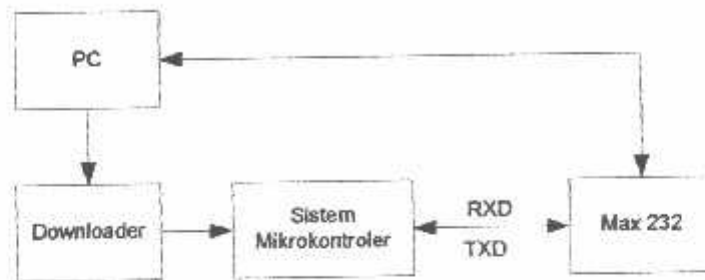 PC
Downloader
Sistem
Mikrokontroler
RXD
TXD
Max 232